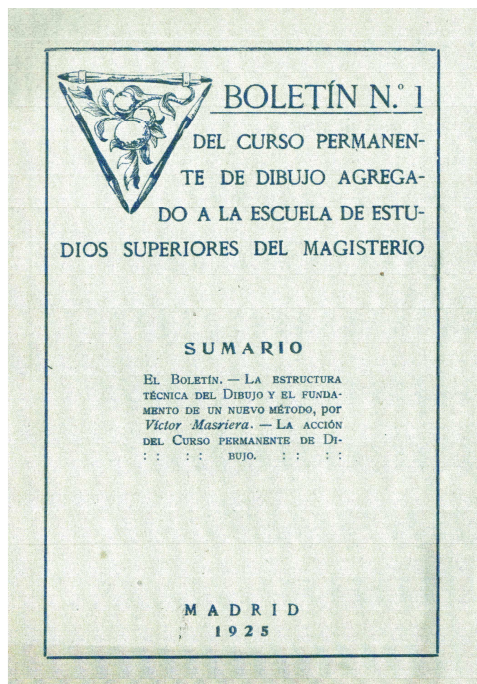 BOLETÍN N.º 1
DEL CURSO PERMANEN-
TE DE DIBUJO AGREGA-
DO A LA ESCUELA DE ESTU-
DIOS SUPERIORES DEL MAGISTERIO
SUMARIO
EL BOLETÍN. — LA ESTRUCTURA
TÉCNICA DEL DIBUJO Y EL FUNDA-
MENTO DE UN NUEVO MÉTODO, por
Víctor Masriera. — LA ACCIÓN
DEL CURSO PERMANENTE DE DI-
: : : : BUJO. : : : :
MADRID
1925